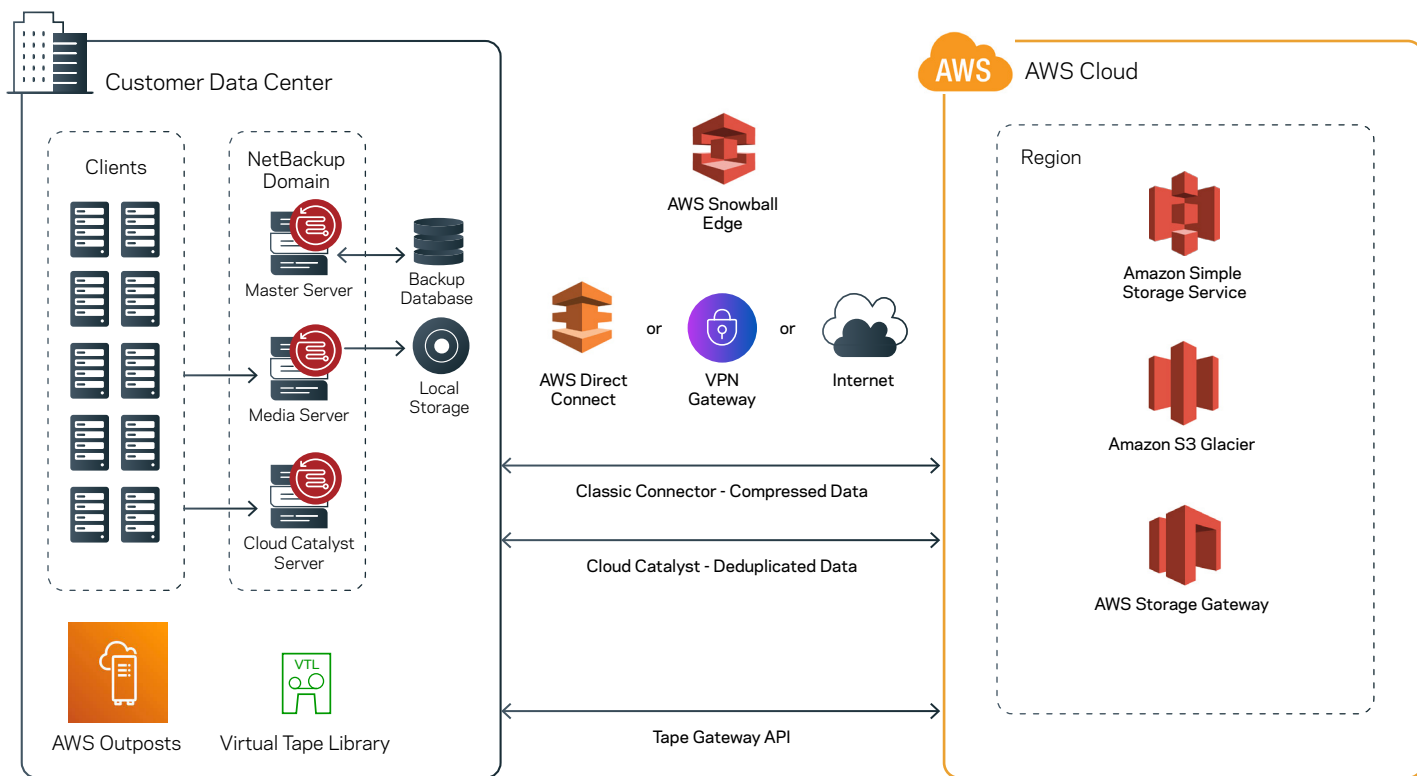 Customer Data Center
Clients
NetBackup
Domain
Master Server
Backup
Database
Media Server
Local
Storage
Cloud Catalyst
Server
AWS Outposts
VTL
Virtual Tape Library
AWS Snowball
Edge
AWS Direct
Connect
or
VPN
Gateway
or
Internet
Classic Connector - Compressed Data
Cloud Catalyst - Deduplicated Data
Tape Gateway API
AWS
AWS Cloud
Region
Amazon Simple
Storage Service
Amazon S3 Glacier
AWS Storage Gateway